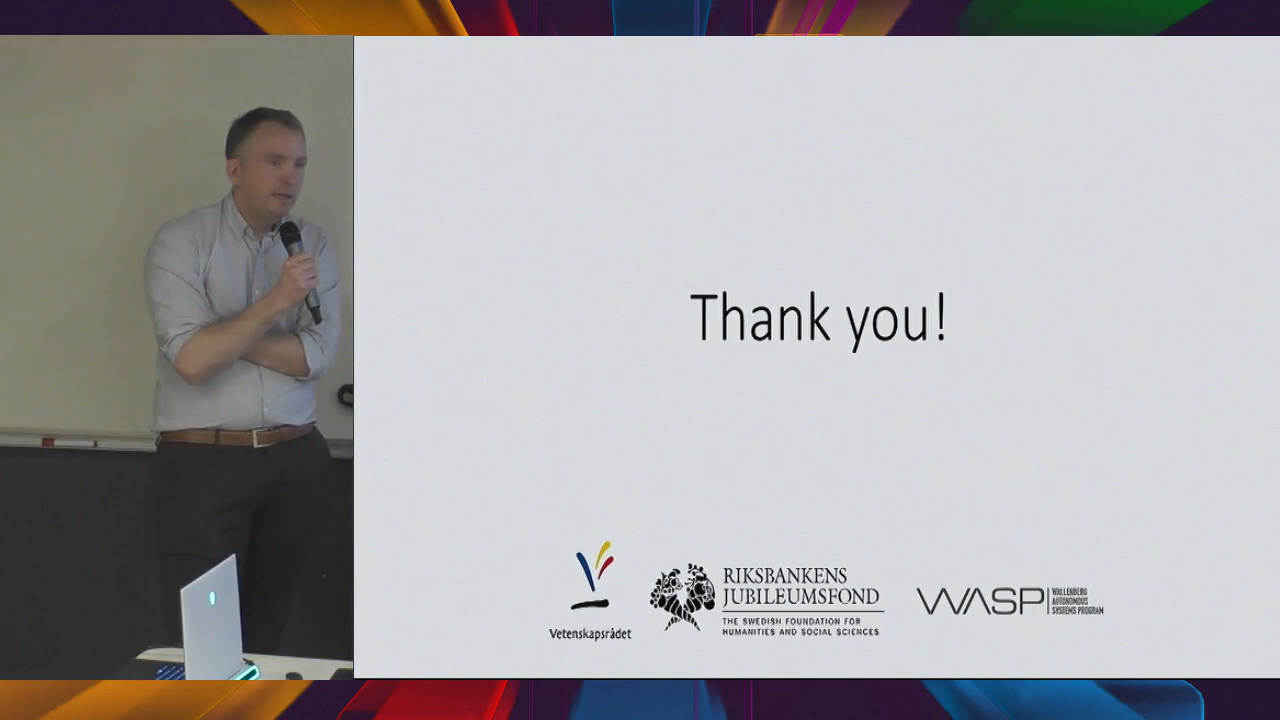 Thank you!
Vetenskapsrådet
RIKSBANKENS
JUBILEUMSFOND
THE SWEDISH FOUNDATION FOR
HUMANITIES AND SOCIAL SCIENCES
WASP
WALLENBERG
AUTONOMOUS
SYSTEMS PROGRAM